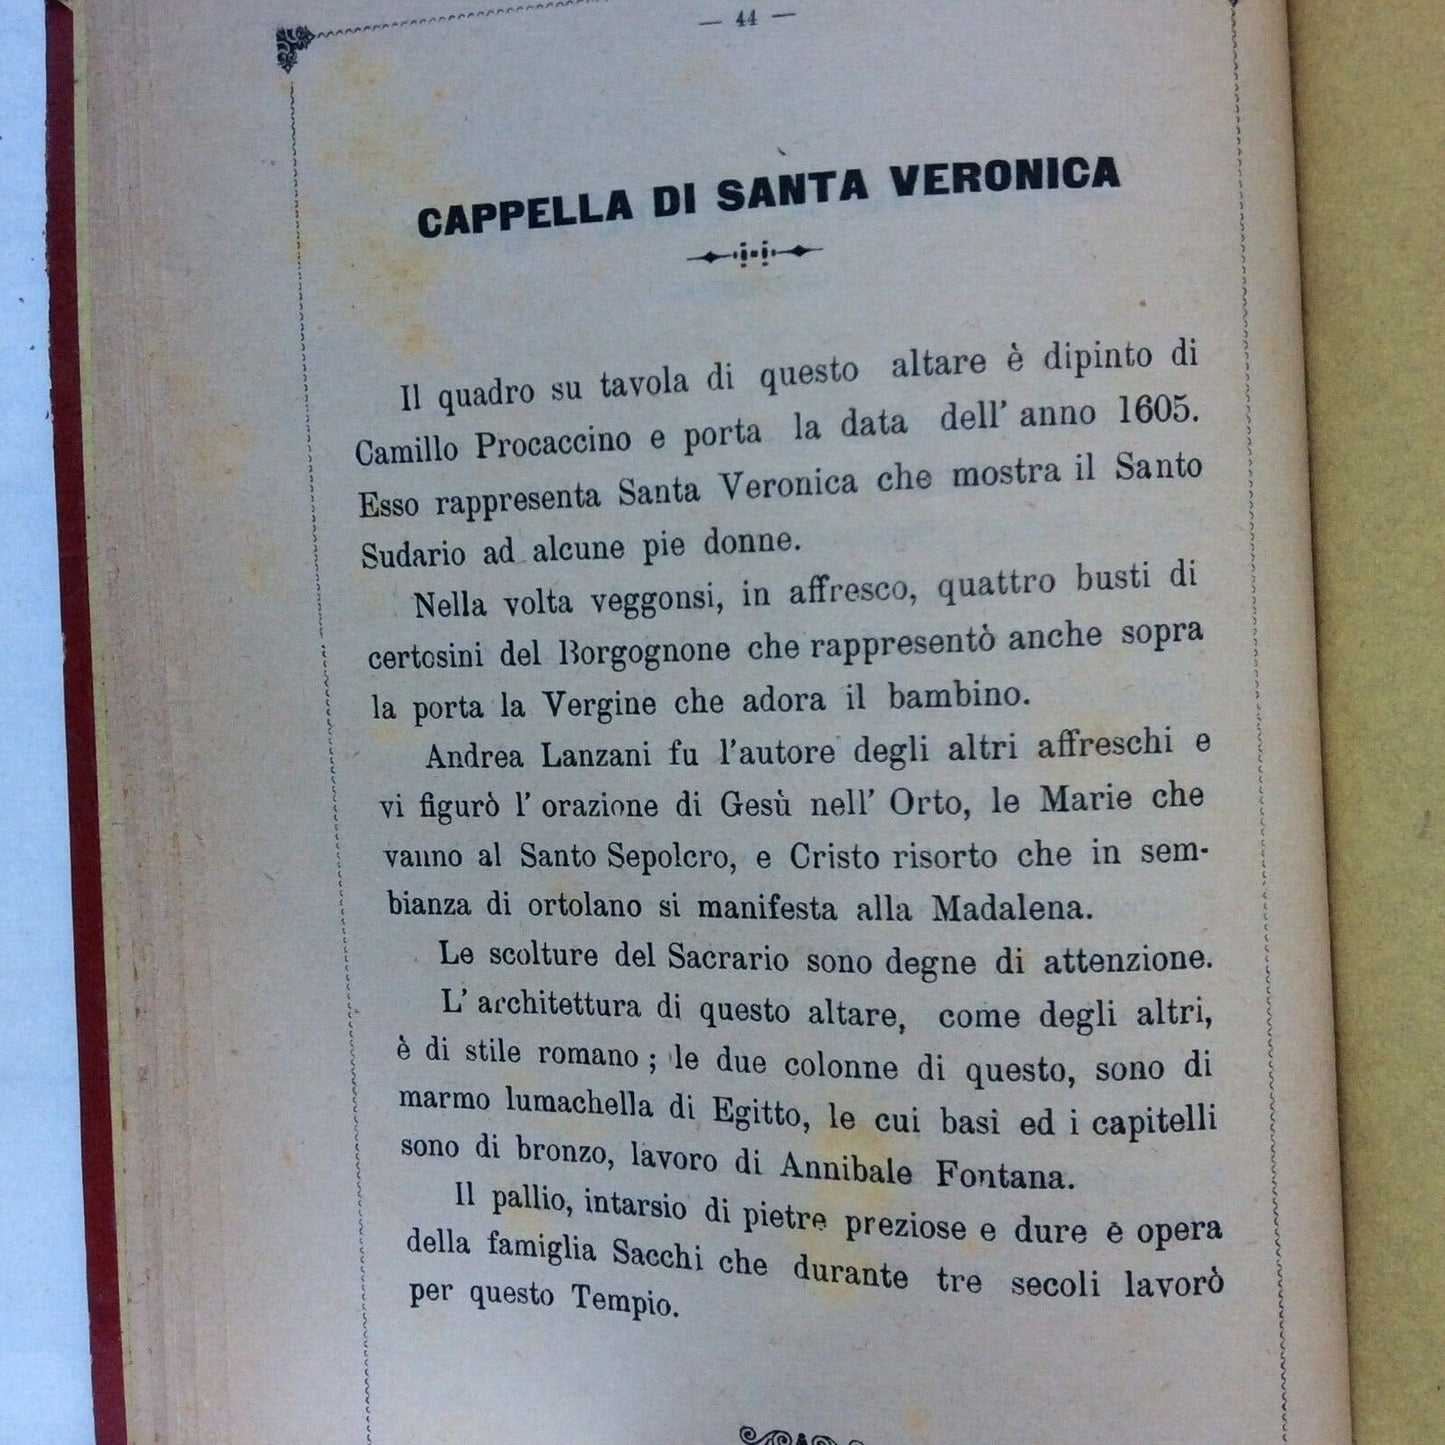 — 44 —
CAPPELLA DI SANTA VERONICA
Il quadro su tavola di questo altare è dipinto di
Camillo Procaccino e porta la data dell' anno 1605.
Esso rappresenta Santa Veronica che mostra il Santo
Sudario ad alcune pie donne.
Nella volta veggonsi, in affresco, quattro busti di
certosini del Borgognone che rappresentò anche sopra
la porta la Vergine che adora il bambino.
Andrea Lanzani fu l'autore degli altri affreschi e
vi figurò l' orazione di Gesù nell' Orto, le Marie che
vanno al Santo Sepolcro, e Cristo risorto che in sem-
bianza di ortolano si manifesta alla Madalena.
Le scolture del Sacrario sono degne di attenzione.
L' architettura di questo altare, come degli altri,
è di stile romano ; le due colonne di questo, sono di
marmo lumachella di Egitto, le cui basi ed i capitelli
sono di bronzo, lavoro di Annibale Fontana.
Il pallio, intarsio di pietre preziose e dure è opera
della famiglia Sacchi che durante tre secoli lavorò
per questo Tempio.